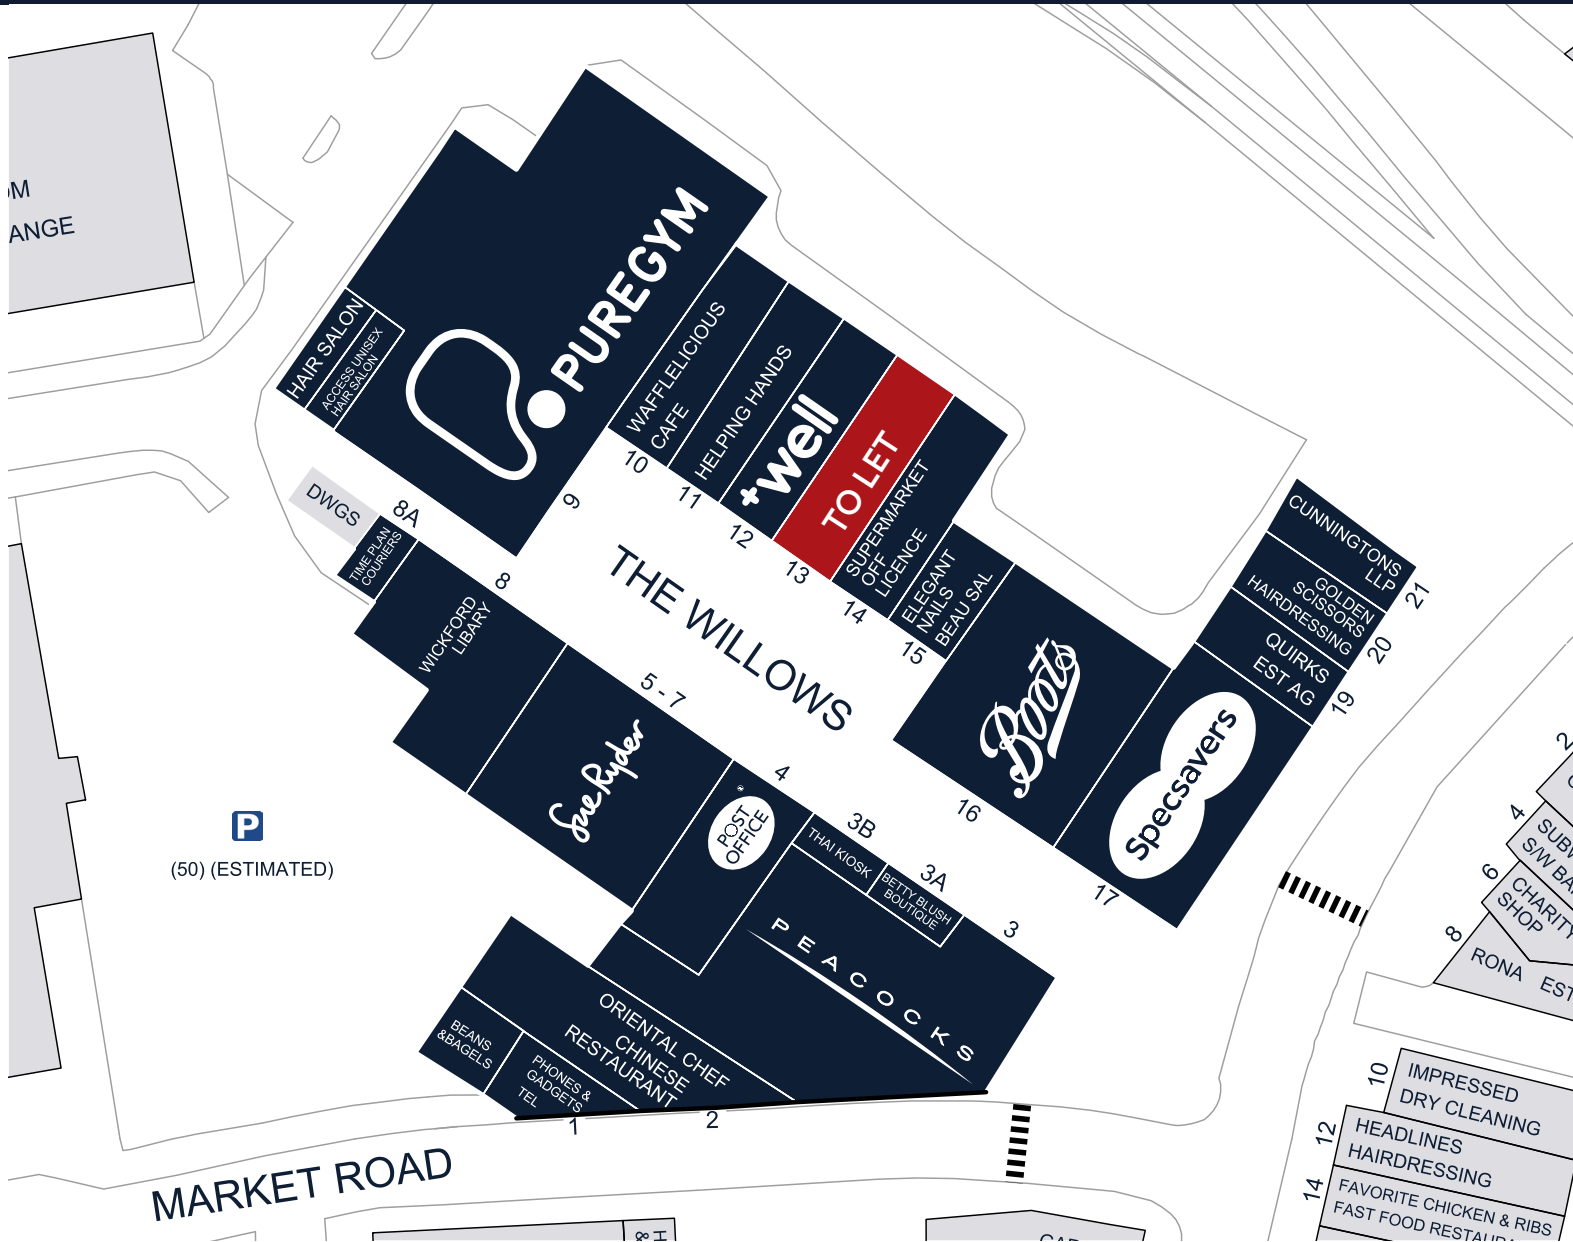 OM
ANGE
HAIR SALON
ACCESS UNISEX
HAIR SALON
PUREGYM
9
WAFFLELICIOUS
CAFE
10
HELPING HANDS
11
+well
12
TO LET
13
SUPERMARKET
OFF
LICENCE
14
ELEGANT
NAILS
BEAU SAL
15
Boots
16
Specsavers
17
CUNNINGTONS
LLP
21
GOLDEN
SCISSORS
HAIRDRESSING
20
QUIRKS
EST AG
19
THE WILLOWS
DWGS
8A
TIME PLAN
COURIERS
8
WICKFORD
LIBARY
5 - 7
Sue Ryder
4
POST
OFFICE
3B
THAI KIOSK
3A
BETTY BLUSH
BOUTIQUE
3
PEACOCKS
ORIENTAL CHEF
CHINESE
RESTAURANT
2
BEANS
&BAGELS
PHONES &
GADGETS
TEL
1
P
(50) (ESTIMATED)
MARKET ROAD
2
4
SUBW
S/W BA
6
CHARITY
SHOP
8
RONA EST
10
IMPRESSED
DRY CLEANING
12
HEADLINES
HAIRDRESSING
14
FAVORITE CHICKEN & RIBS
FAST FOOD RESTAURA
H
&